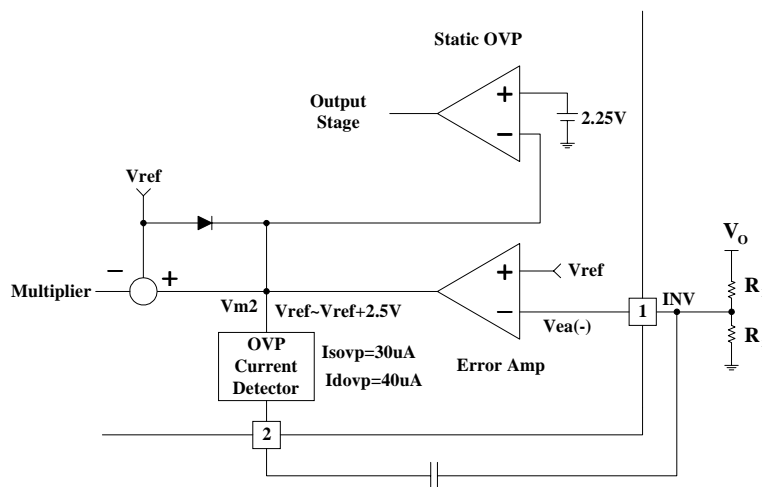 Static OVP
Output
Stage
+
−
2.25V
Vref
Multiplier
−
+
Vm2
Vref~Vref+2.5V
+
−
Vref
Vea(-)
Error Amp
1
INV
VO
R
R
OVP
Current
Detector
Isovp=30uA
Idovp=40uA
2